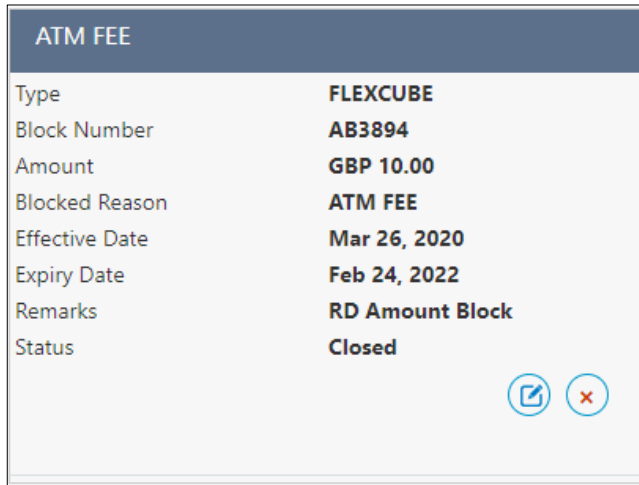 ATM FEE
Type FLEXCUBE
Block Number AB3894
Amount GBP 10.00
Blocked Reason ATM FEE
Effective Date Mar 26, 2020
Expiry Date Feb 24, 2022
Remarks RD Amount Block
Status Closed